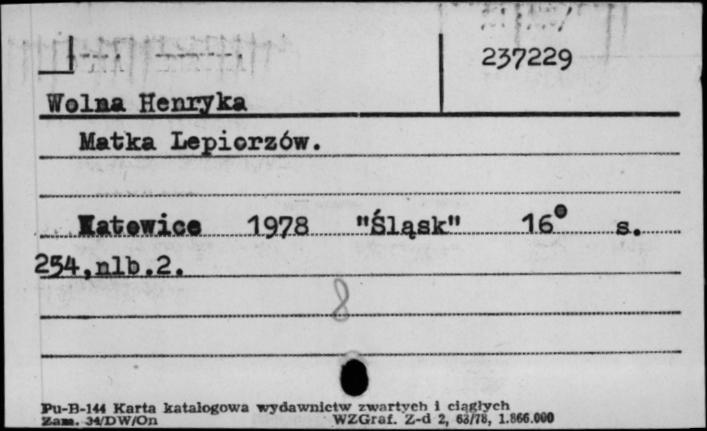 237229
Wolna Henryka
Matka Lepiorzów.
Katowice 1978 "Śląsk" 16° s.
254,nlb.2.
8
Pu-B-144 Karta katalogowa wydawnictw zwartych i ciągłych
Zam. 34/DW/On WZGraf. Z-d 2, 63/78, 1.866.000